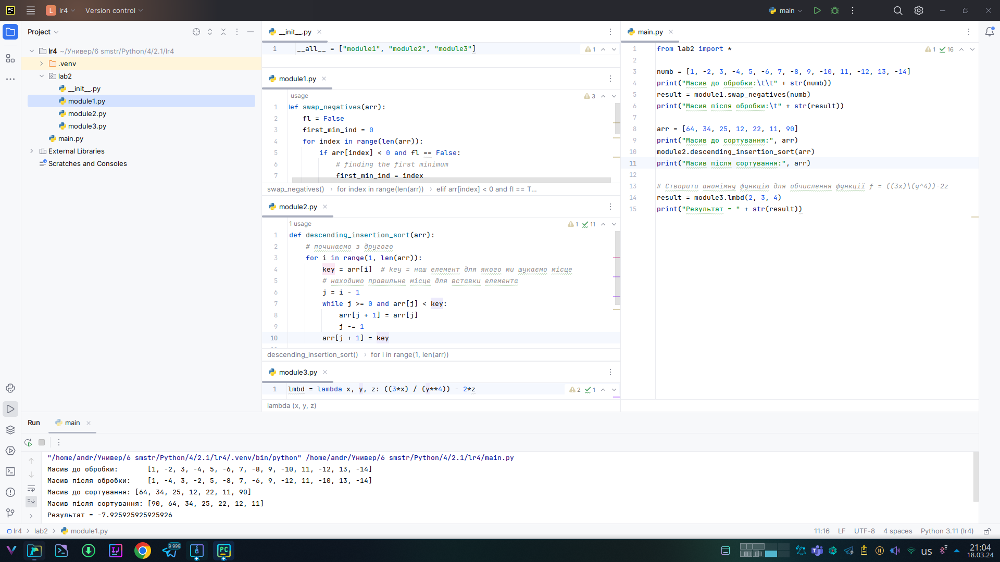 PC
L lr4
Version control
main
Project
lr4 ~/Универ/6 smstr/Python/4/2.1/lr4
.venv
lab2
__init__.py
module1.py
module2.py
module3.py
main.py
External Libraries
Scratches and Consoles
__init__.py
1
1 __all__ = ["module1", "module2", "module3"]
module1.py
usage
3
1 def swap_negatives(arr):
2 fl = False
3 first_min_ind = 0
4 for index in range(len(arr)):
5 if arr[index] < 0 and fl == False:
6 # finding the first minimum
7 first_min_ind = index
swap_negatives() › for index in range(len(arr)) › elif arr[index] < 0 and fl == T...
module2.py
1 usage
1 11
1 def descending_insertion_sort(arr):
2 # починаємо з другого
3 for i in range(1, len(arr)):
4 key = arr[i] # key = наш елемент для якого ми шукаємо місце
5 # находимо правильне місце для вставки елемента
6 j = i - 1
7 while j >= 0 and arr[j] < key:
8 arr[j + 1] = arr[j]
9 j -= 1
10 arr[j + 1] = key
descending_insertion_sort() › for i in range(1, len(arr))
module3.py
1 lmbd = lambda x, y, z: ((3*x) / (y**4)) - 2*z
2 1
lambda (x, y, z)
main.py
1 16
1 from lab2 import *
2
3 numb = [1, -2, 3, -4, 5, -6, 7, -8, 9, -10, 11, -12, 13, -14]
4 print("Масив до обробки:\t\t" + str(numb))
5 result = module1.swap_negatives(numb)
6 print("Масив після обробки:\t" + str(result))
7
8 arr = [64, 34, 25, 12, 22, 11, 90]
9 print("Масив до сортування:", arr)
10 module2.descending_insertion_sort(arr)
11 print("Масив після сортування:", arr)
12
13 # Створити анонімну функцію для обчислення функції f = ((3x)\(y^4))-2z
14 result = module3.lmbd(2, 3, 4)
15 print("Результат = " + str(result))
Run
main
"/home/andr/Универ/6 smstr/Python/4/2.1/lr4/.venv/bin/python" /home/andr/Универ/6 smstr/Python/4/2.1/lr4/main.py
Масив до обробки: [1, -2, 3, -4, 5, -6, 7, -8, 9, -10, 11, -12, 13, -14]
Масив після обробки: [1, -4, 3, -2, 5, -8, 7, -6, 9, -12, 11, -10, 13, -14]
Масив до сортування: [64, 34, 25, 12, 22, 11, 90]
Масив після сортування: [90, 64, 34, 25, 22, 12, 11]
Результат = -7.925925925925926
lr4 › lab2 › module1.py
11:16 LF UTF-8 4 spaces Python 3.11 (lr4)
IJ
9 999
PC
us
21:04
18.03.24